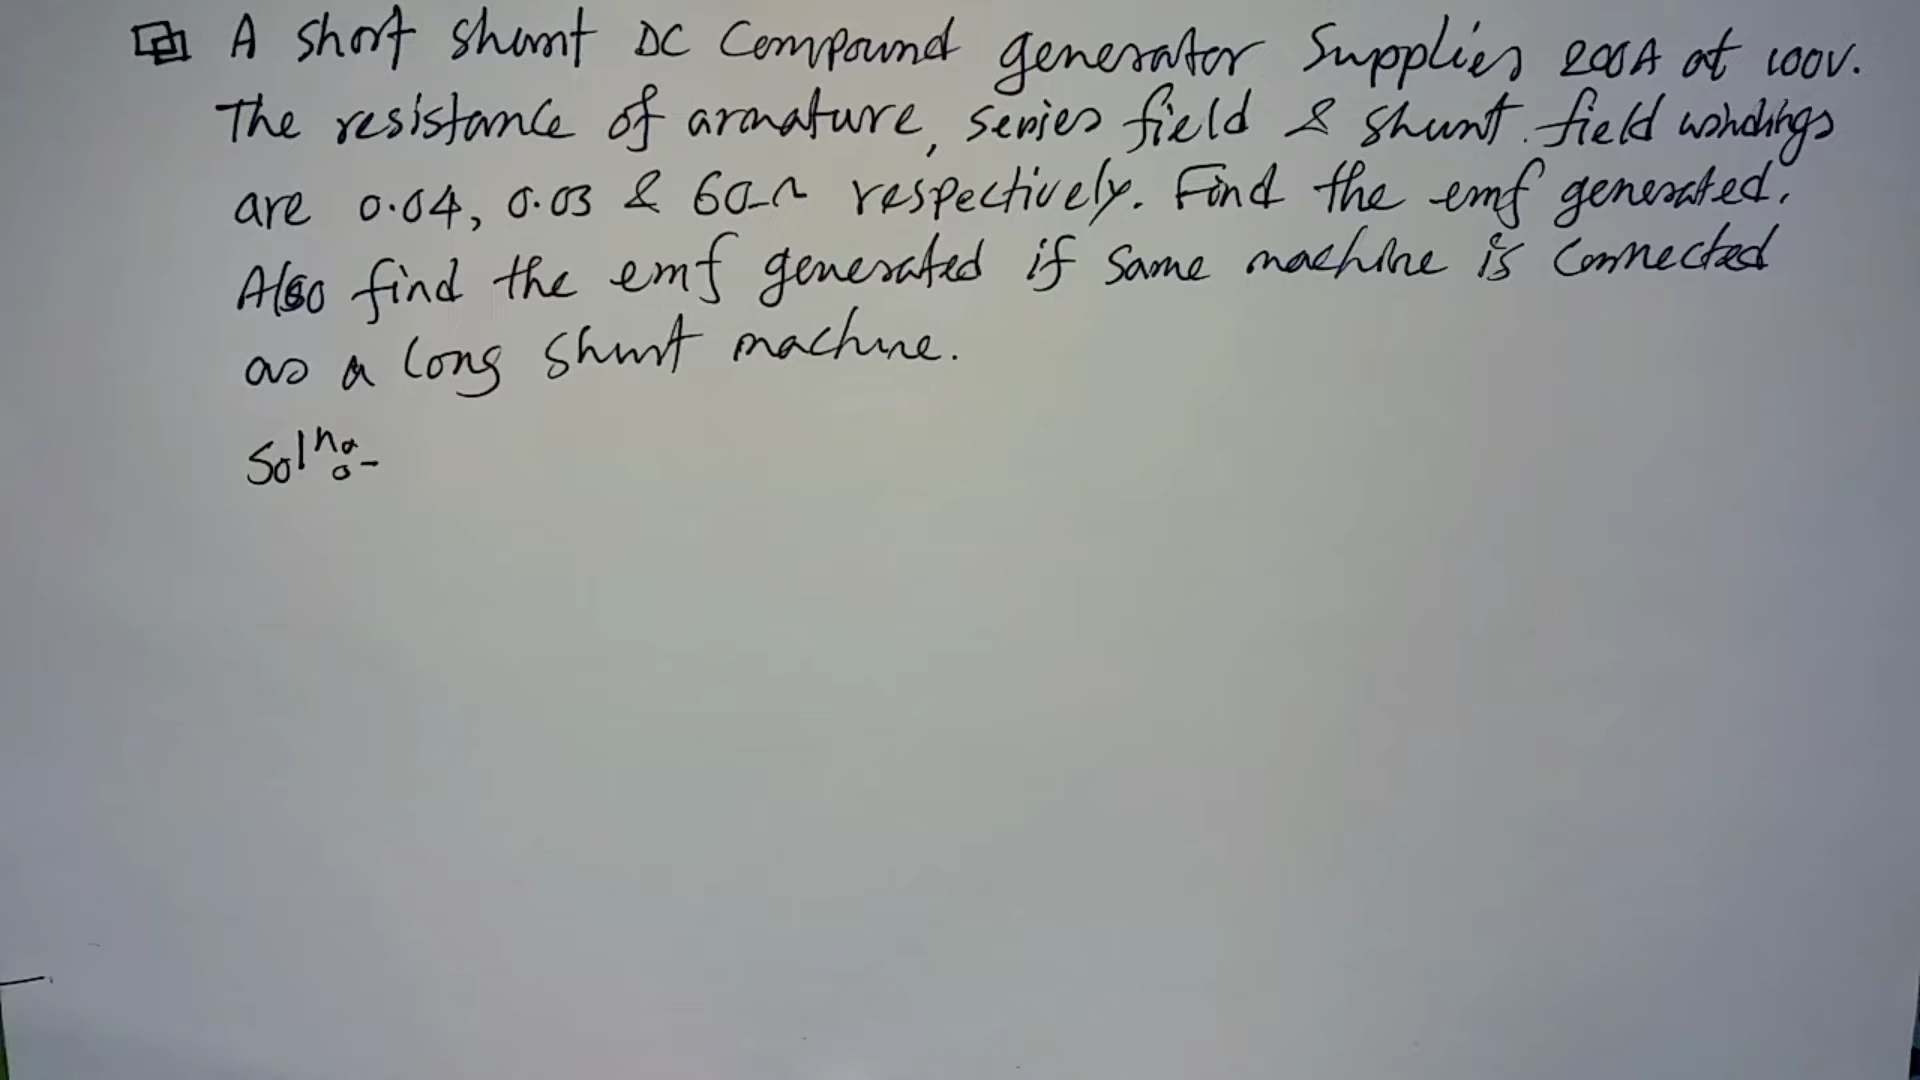 A short shunt DC Compound generator Supplies 200A at 100V.
The resistance of armature, series field & shunt field windings
are 0.04, 0.03 & 60Ω respectively. Find the emf generated.
Also find the emf generated if same machine is connected
as a long shunt machine.
Solⁿ:-